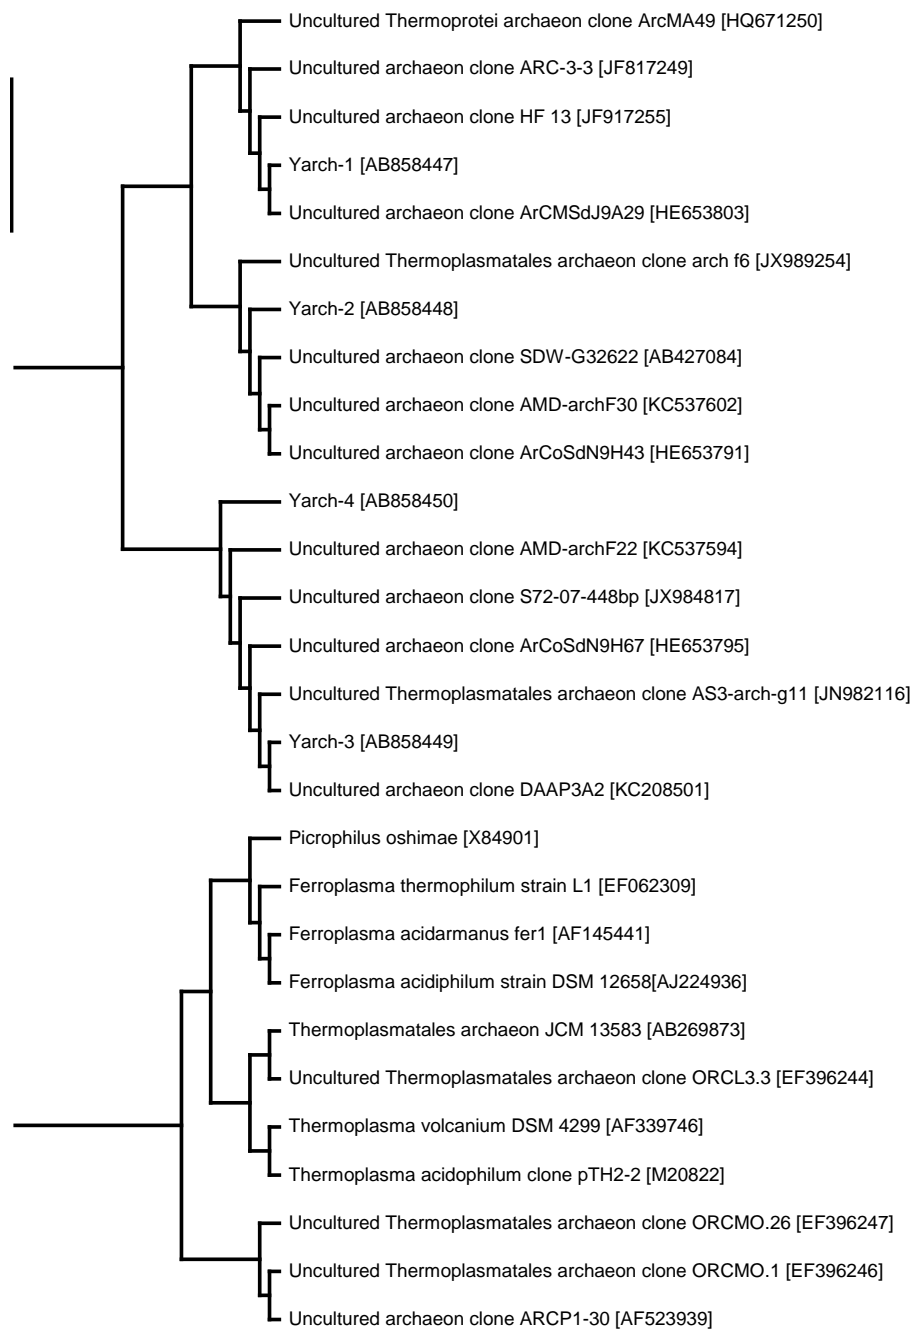 Uncultured Thermoprotei archaeon clone ArcMA49 [HQ671250]
Uncultured archaeon clone ARC-3-3 [JF817249]
Uncultured archaeon clone HF 13 [JF917255]
Yarch-1 [AB858447]
Uncultured archaeon clone ArCMSdJ9A29 [HE653803]
Uncultured Thermoplasmatales archaeon clone arch f6 [JX989254]
Yarch-2 [AB858448]
Uncultured archaeon clone SDW-G32622 [AB427084]
Uncultured archaeon clone AMD-archF30 [KC537602]
Uncultured archaeon clone ArCoSdN9H43 [HE653791]
Yarch-4 [AB858450]
Uncultured archaeon clone AMD-archF22 [KC537594]
Uncultured archaeon clone S72-07-448bp [JX984817]
Uncultured archaeon clone ArCoSdN9H67 [HE653795]
Uncultured Thermoplasmatales archaeon clone AS3-arch-g11 [JN982116]
Yarch-3 [AB858449]
Uncultured archaeon clone DAAP3A2 [KC208501]
Picrophilus oshimae [X84901]
Ferroplasma thermophilum strain L1 [EF062309]
Ferroplasma acidarmanus fer1 [AF145441]
Ferroplasma acidiphilum strain DSM 12658[AJ224936]
Thermoplasmatales archaeon JCM 13583 [AB269873]
Uncultured Thermoplasmatales archaeon clone ORCL3.3 [EF396244]
Thermoplasma volcanium DSM 4299 [AF339746]
Thermoplasma acidophilum clone pTH2-2 [M20822]
Uncultured Thermoplasmatales archaeon clone ORCMO.26 [EF396247]
Uncultured Thermoplasmatales archaeon clone ORCMO.1 [EF396246]
Uncultured archaeon clone ARCP1-30 [AF523939]